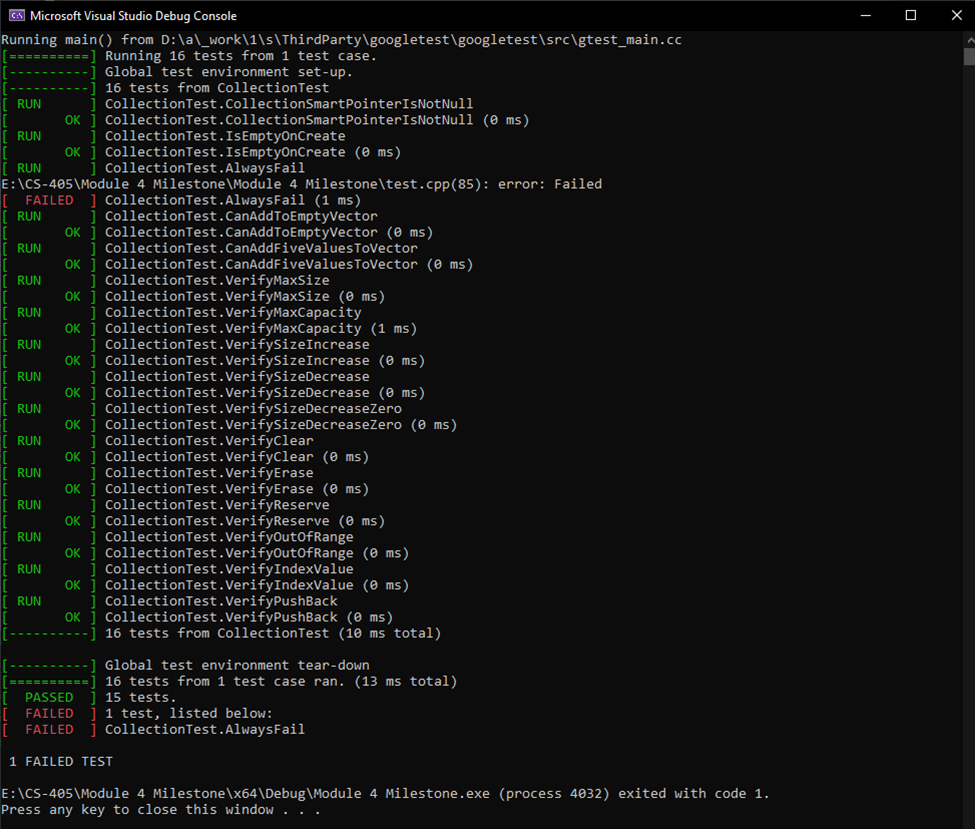 Microsoft Visual Studio Debug Console
Running main() from D:\a\_work\1\s\ThirdParty\googletest\googletest\src\gtest_main.cc
[==========] Running 16 tests from 1 test case.
[----------] Global test environment set-up.
[----------] 16 tests from CollectionTest
[ RUN      ] CollectionTest.CollectionSmartPointerIsNotNull
[       OK ] CollectionTest.CollectionSmartPointerIsNotNull (0 ms)
[ RUN      ] CollectionTest.IsEmptyOnCreate
[       OK ] CollectionTest.IsEmptyOnCreate (0 ms)
[ RUN      ] CollectionTest.AlwaysFail
E:\CS-405\Module 4 Milestone\Module 4 Milestone\test.cpp(85): error: Failed
[  FAILED  ] CollectionTest.AlwaysFail (1 ms)
[ RUN      ] CollectionTest.CanAddToEmptyVector
[       OK ] CollectionTest.CanAddToEmptyVector (0 ms)
[ RUN      ] CollectionTest.CanAddFiveValuesToVector
[       OK ] CollectionTest.CanAddFiveValuesToVector (0 ms)
[ RUN      ] CollectionTest.VerifyMaxSize
[       OK ] CollectionTest.VerifyMaxSize (0 ms)
[ RUN      ] CollectionTest.VerifyMaxCapacity
[       OK ] CollectionTest.VerifyMaxCapacity (1 ms)
[ RUN      ] CollectionTest.VerifySizeIncrease
[       OK ] CollectionTest.VerifySizeIncrease (0 ms)
[ RUN      ] CollectionTest.VerifySizeDecrease
[       OK ] CollectionTest.VerifySizeDecrease (0 ms)
[ RUN      ] CollectionTest.VerifySizeDecreaseZero
[       OK ] CollectionTest.VerifySizeDecreaseZero (0 ms)
[ RUN      ] CollectionTest.VerifyClear
[       OK ] CollectionTest.VerifyClear (0 ms)
[ RUN      ] CollectionTest.VerifyErase
[       OK ] CollectionTest.VerifyErase (0 ms)
[ RUN      ] CollectionTest.VerifyReserve
[       OK ] CollectionTest.VerifyReserve (0 ms)
[ RUN      ] CollectionTest.VerifyOutOfRange
[       OK ] CollectionTest.VerifyOutOfRange (0 ms)
[ RUN      ] CollectionTest.VerifyIndexValue
[       OK ] CollectionTest.VerifyIndexValue (0 ms)
[ RUN      ] CollectionTest.VerifyPushBack
[       OK ] CollectionTest.VerifyPushBack (0 ms)
[----------] 16 tests from CollectionTest (10 ms total)
[----------] Global test environment tear-down
[==========] 16 tests from 1 test case ran. (13 ms total)
[  PASSED  ] 15 tests.
[  FAILED  ] 1 test, listed below:
[  FAILED  ] CollectionTest.AlwaysFail
1 FAILED TEST
E:\CS-405\Module 4 Milestone\x64\Debug\Module 4 Milestone.exe (process 4032) exited with code 1.
Press any key to close this window . . .